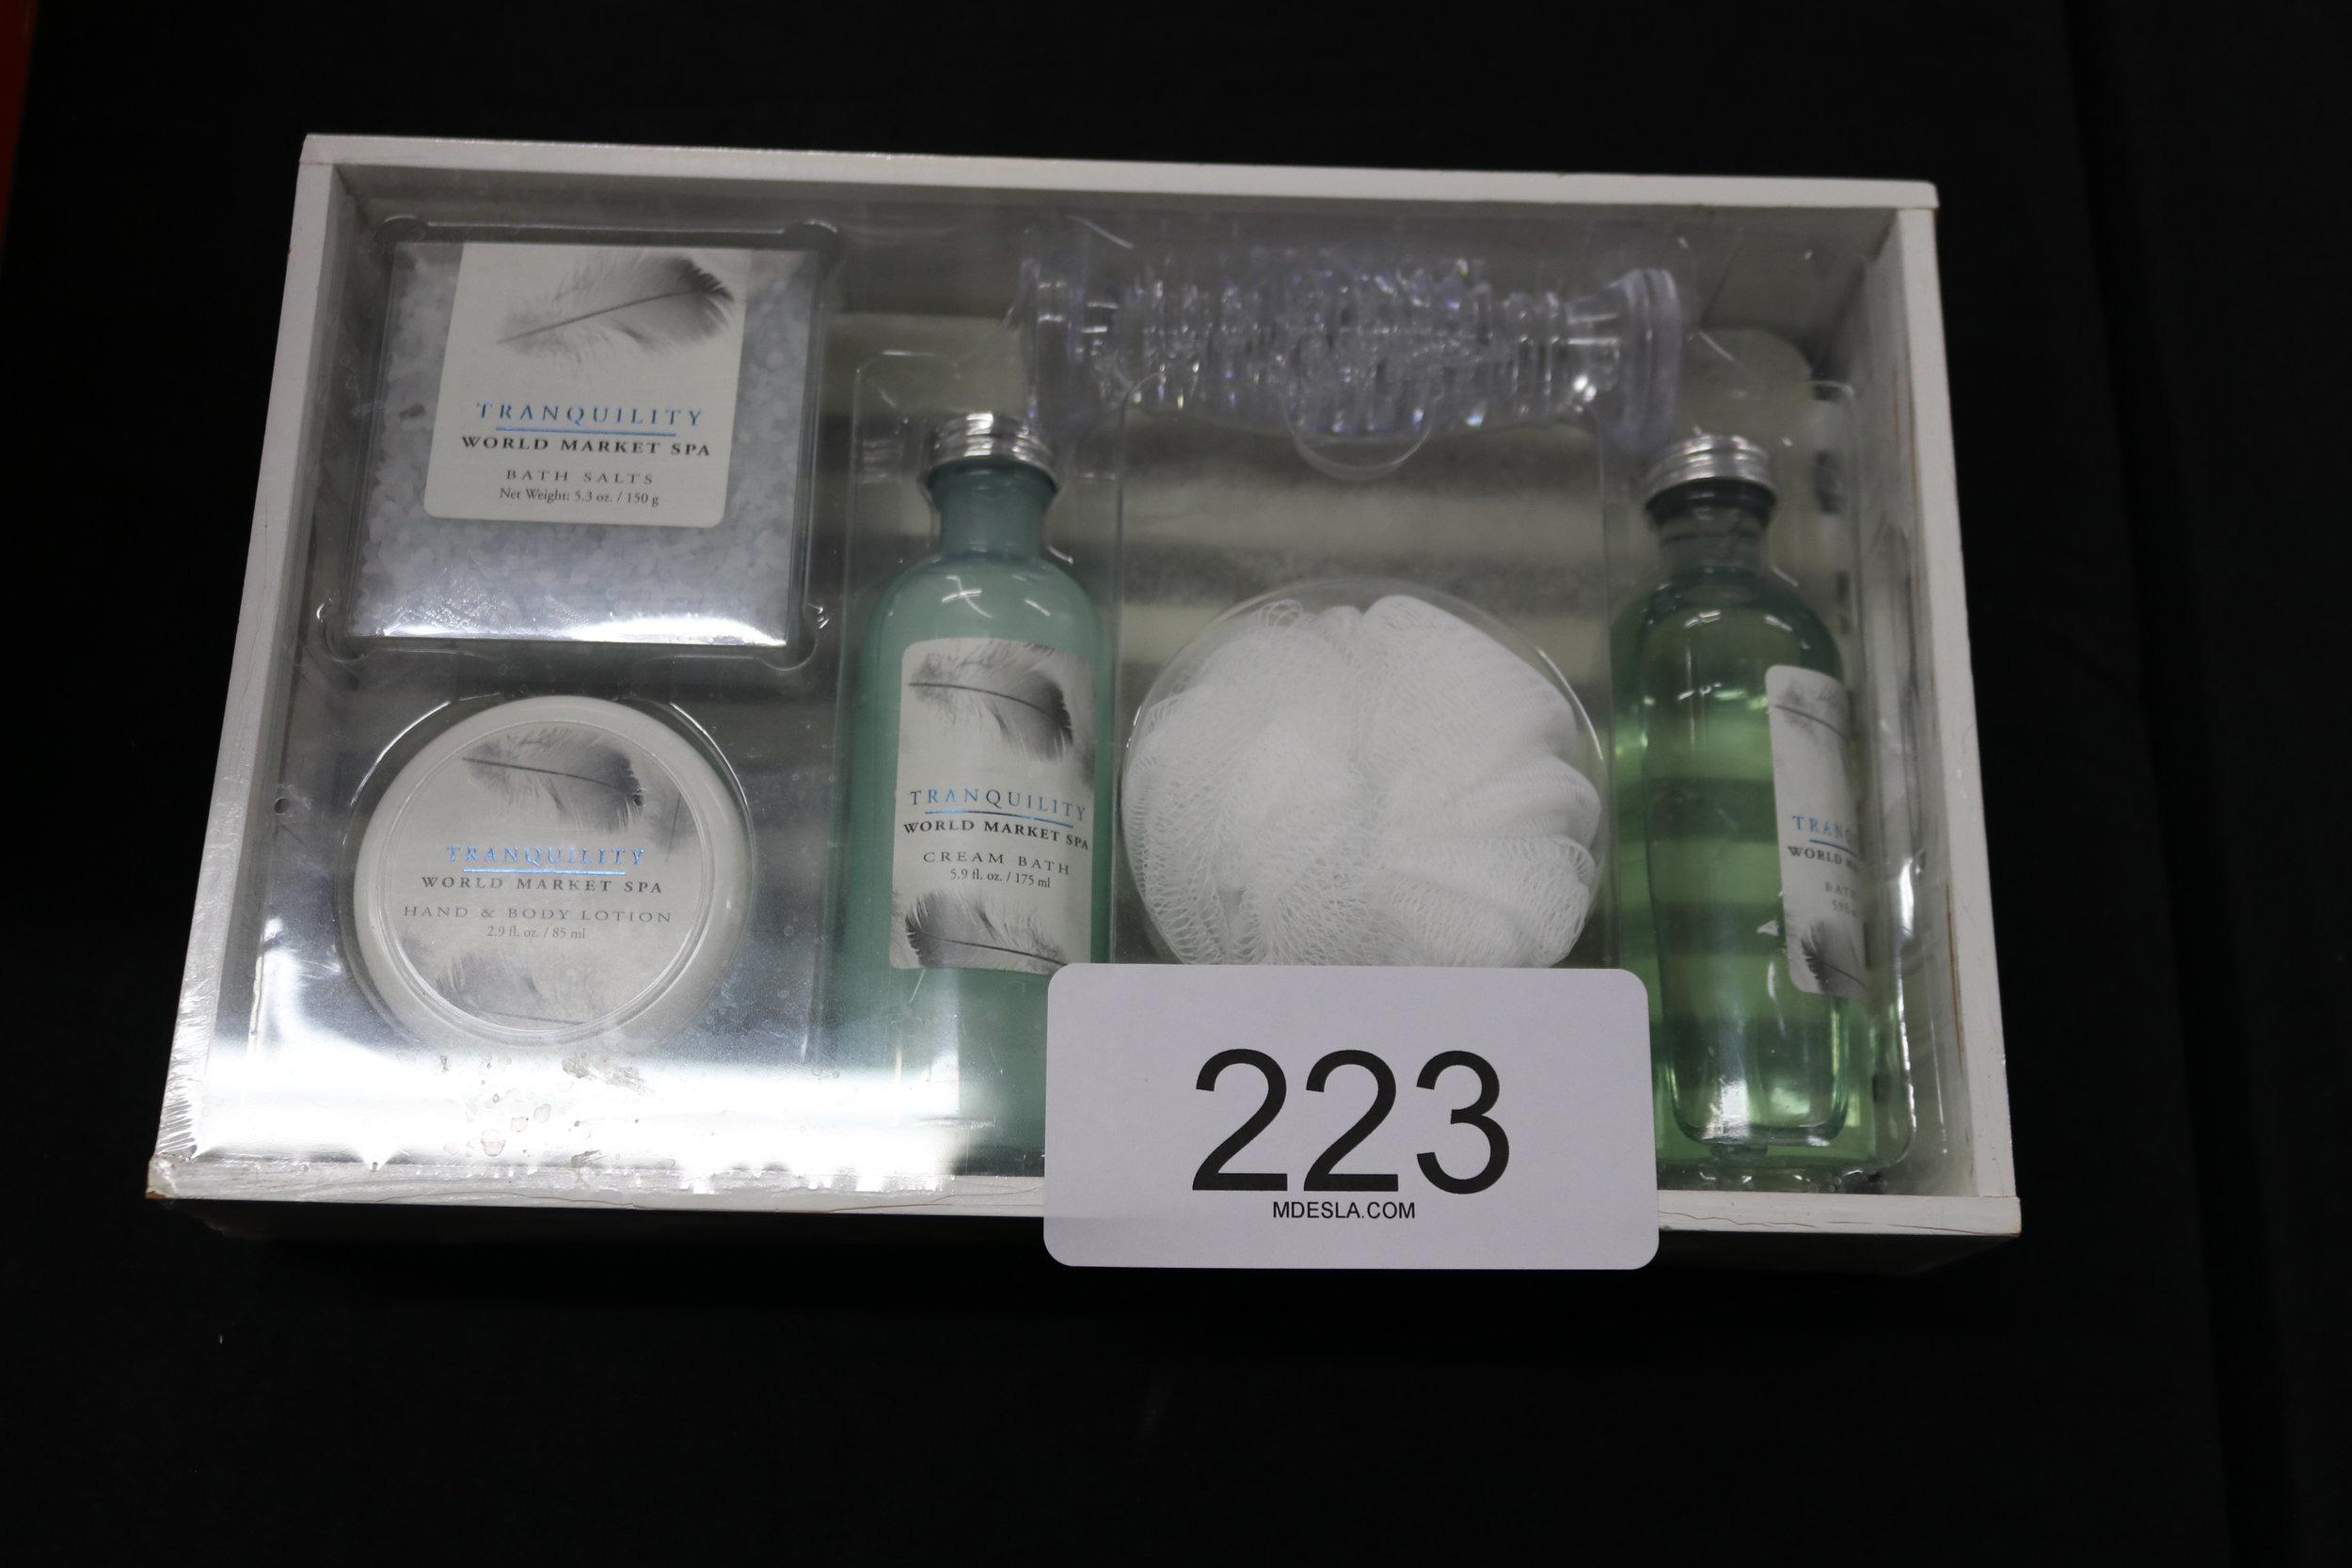 TRANQUILITY
WORLD MARKET SPA
BATH SALTS
Net Weight: 5.3 oz. / 150 g
TRANQUILITY
WORLD MARKET SPA
HAND & BODY LOTION
2.9 fl. oz. / 85 ml
TRANQUILITY
WORLD MARKET SPA
CREAM BATH
5.9 fl. oz. / 175 ml
TRANQ
WORLD M
BAT
223
MDESLA.COM